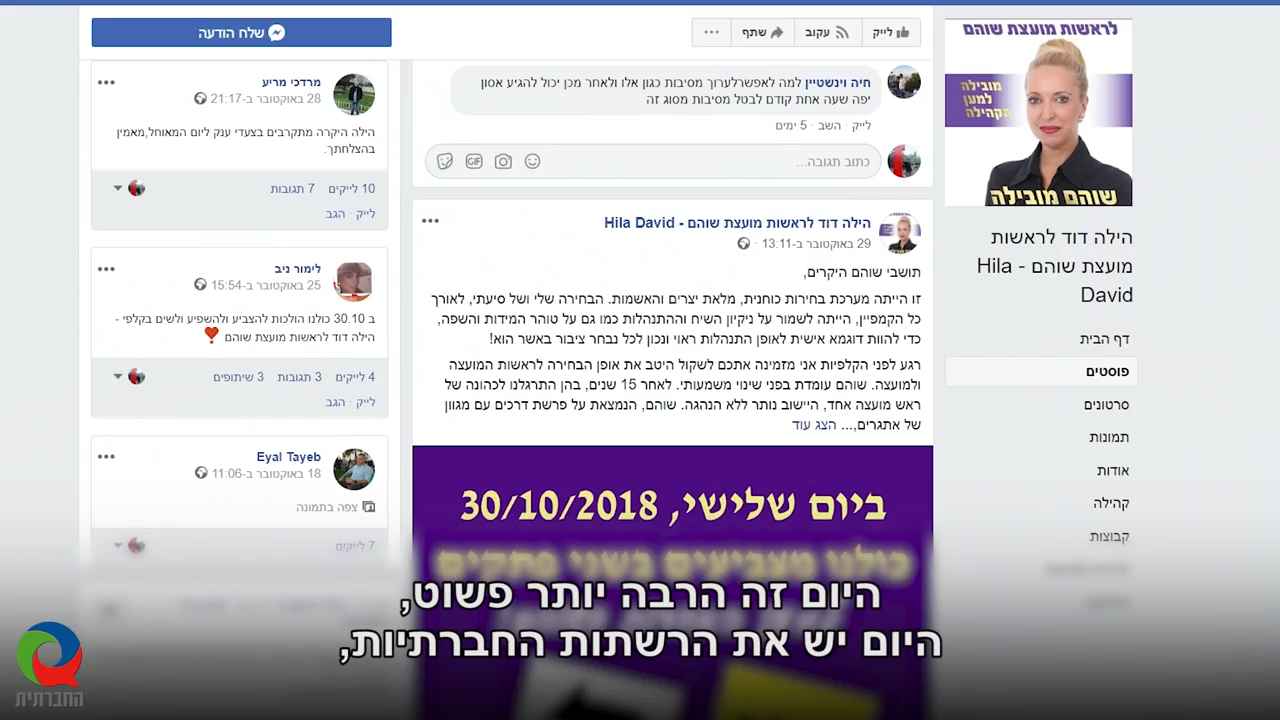 לייק
עקוב
שתף
שלח הודעה
לראשות מועצת שוהם
מובילה
למען
הקהילה
שוהם מובילה
הילה דוד לראשות
מועצת שוהם - Hila
David
דף הבית
פוסטים
סרטונים
תמונות
אודות
קהילה
קבוצות
חיה וינשטיין למה לאפשרלערוך מסיבות כגון אלו ולאחר מכן יכול להגיע אסון
יפה שעה אחת קודם לבטל מסיבות מסוג זה
לייק · השב · 5 ימים
כתוב תגובה...
GIF
הילה דוד לראשות מועצת שוהם - Hila David
29 באוקטובר ב-13:11 ·
תושבי שוהם היקרים,
זו הייתה מערכת בחירות כוחנית, מלאת יצרים והאשמות. הבחירה שלי ושל סיעתי, לאורך
כל הקמפיין, הייתה לשמור על ניקיון השיח וההתנהלות כמו גם על טוהר המידות והשפה,
כדי להוות דוגמא אישית לאופן התנהלות ראוי ונכון לכל נבחר ציבור באשר הוא!
רגע לפני הקלפיות אני מזמינה אתכם לשקול היטב את אופן הבחירה לראשות המועצה
ולמועצה. שוהם עומדת בפני שינוי משמעותי. לאחר 15 שנים, בהן התרגלנו לכהונה של
ראש מועצה אחד, היישוב נותר ללא הנהגה. שוהם, הנמצאת על פרשת דרכים עם מגוון
של אתגרים,... הצג עוד
ביום שלישי, 30/10/2018
כולנו מצביעים בשני פתקים
מרדכי מריע
28 באוקטובר ב-21:17 ·
הילה היקרה מתקרבים בצעדי ענק ליום המאוחל,מאמין
בהצלחתך.
10 לייקים 7 תגובות
לייק · הגב
לימור ניב
25 באוקטובר ב-15:54 ·
ב 30.10 כולנו הולכות להצביע ולהשפיע ולשים בקלפי -
הילה דוד לראשות מועצת שוהם
4 לייקים 3 תגובות 3 שיתופים
לייק · הגב
Eyal Tayeb
18 באוקטובר ב-11:06 ·
צפה בתמונה
7 לייקים
היום זה הרבה יותר פשוט,
היום יש את הרשתות החברתיות,
החברתית